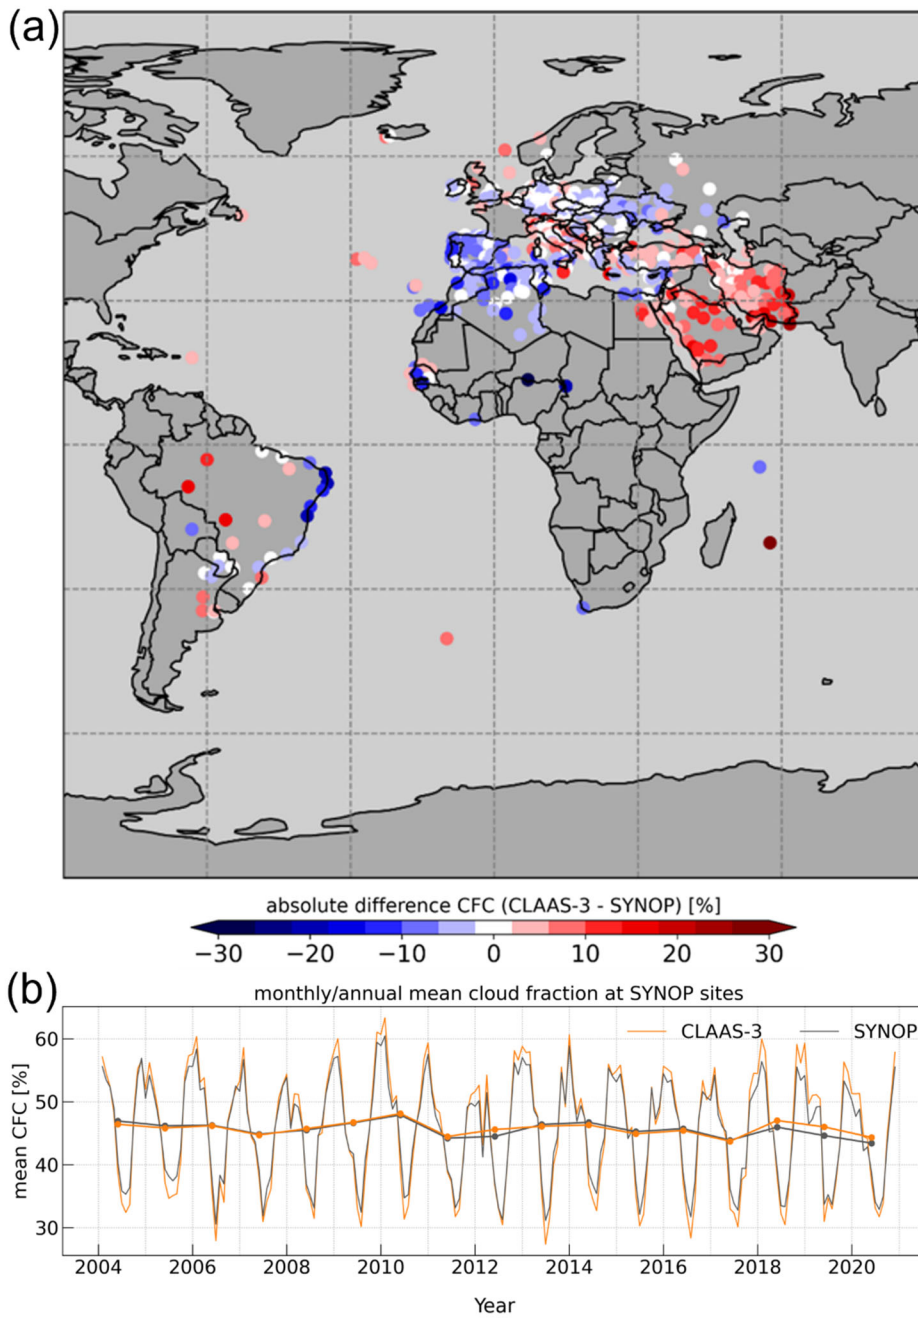 (a)
absolute difference CFC (CLAAS-3 - SYNOP) [%]
−30 −20 −10 0 10 20 30
(b)
monthly/annual mean cloud fraction at SYNOP sites
CLAAS-3 SYNOP
mean CFC [%]
60
50
40
30
2004 2006 2008 2010 2012 2014 2016 2018 2020
Year